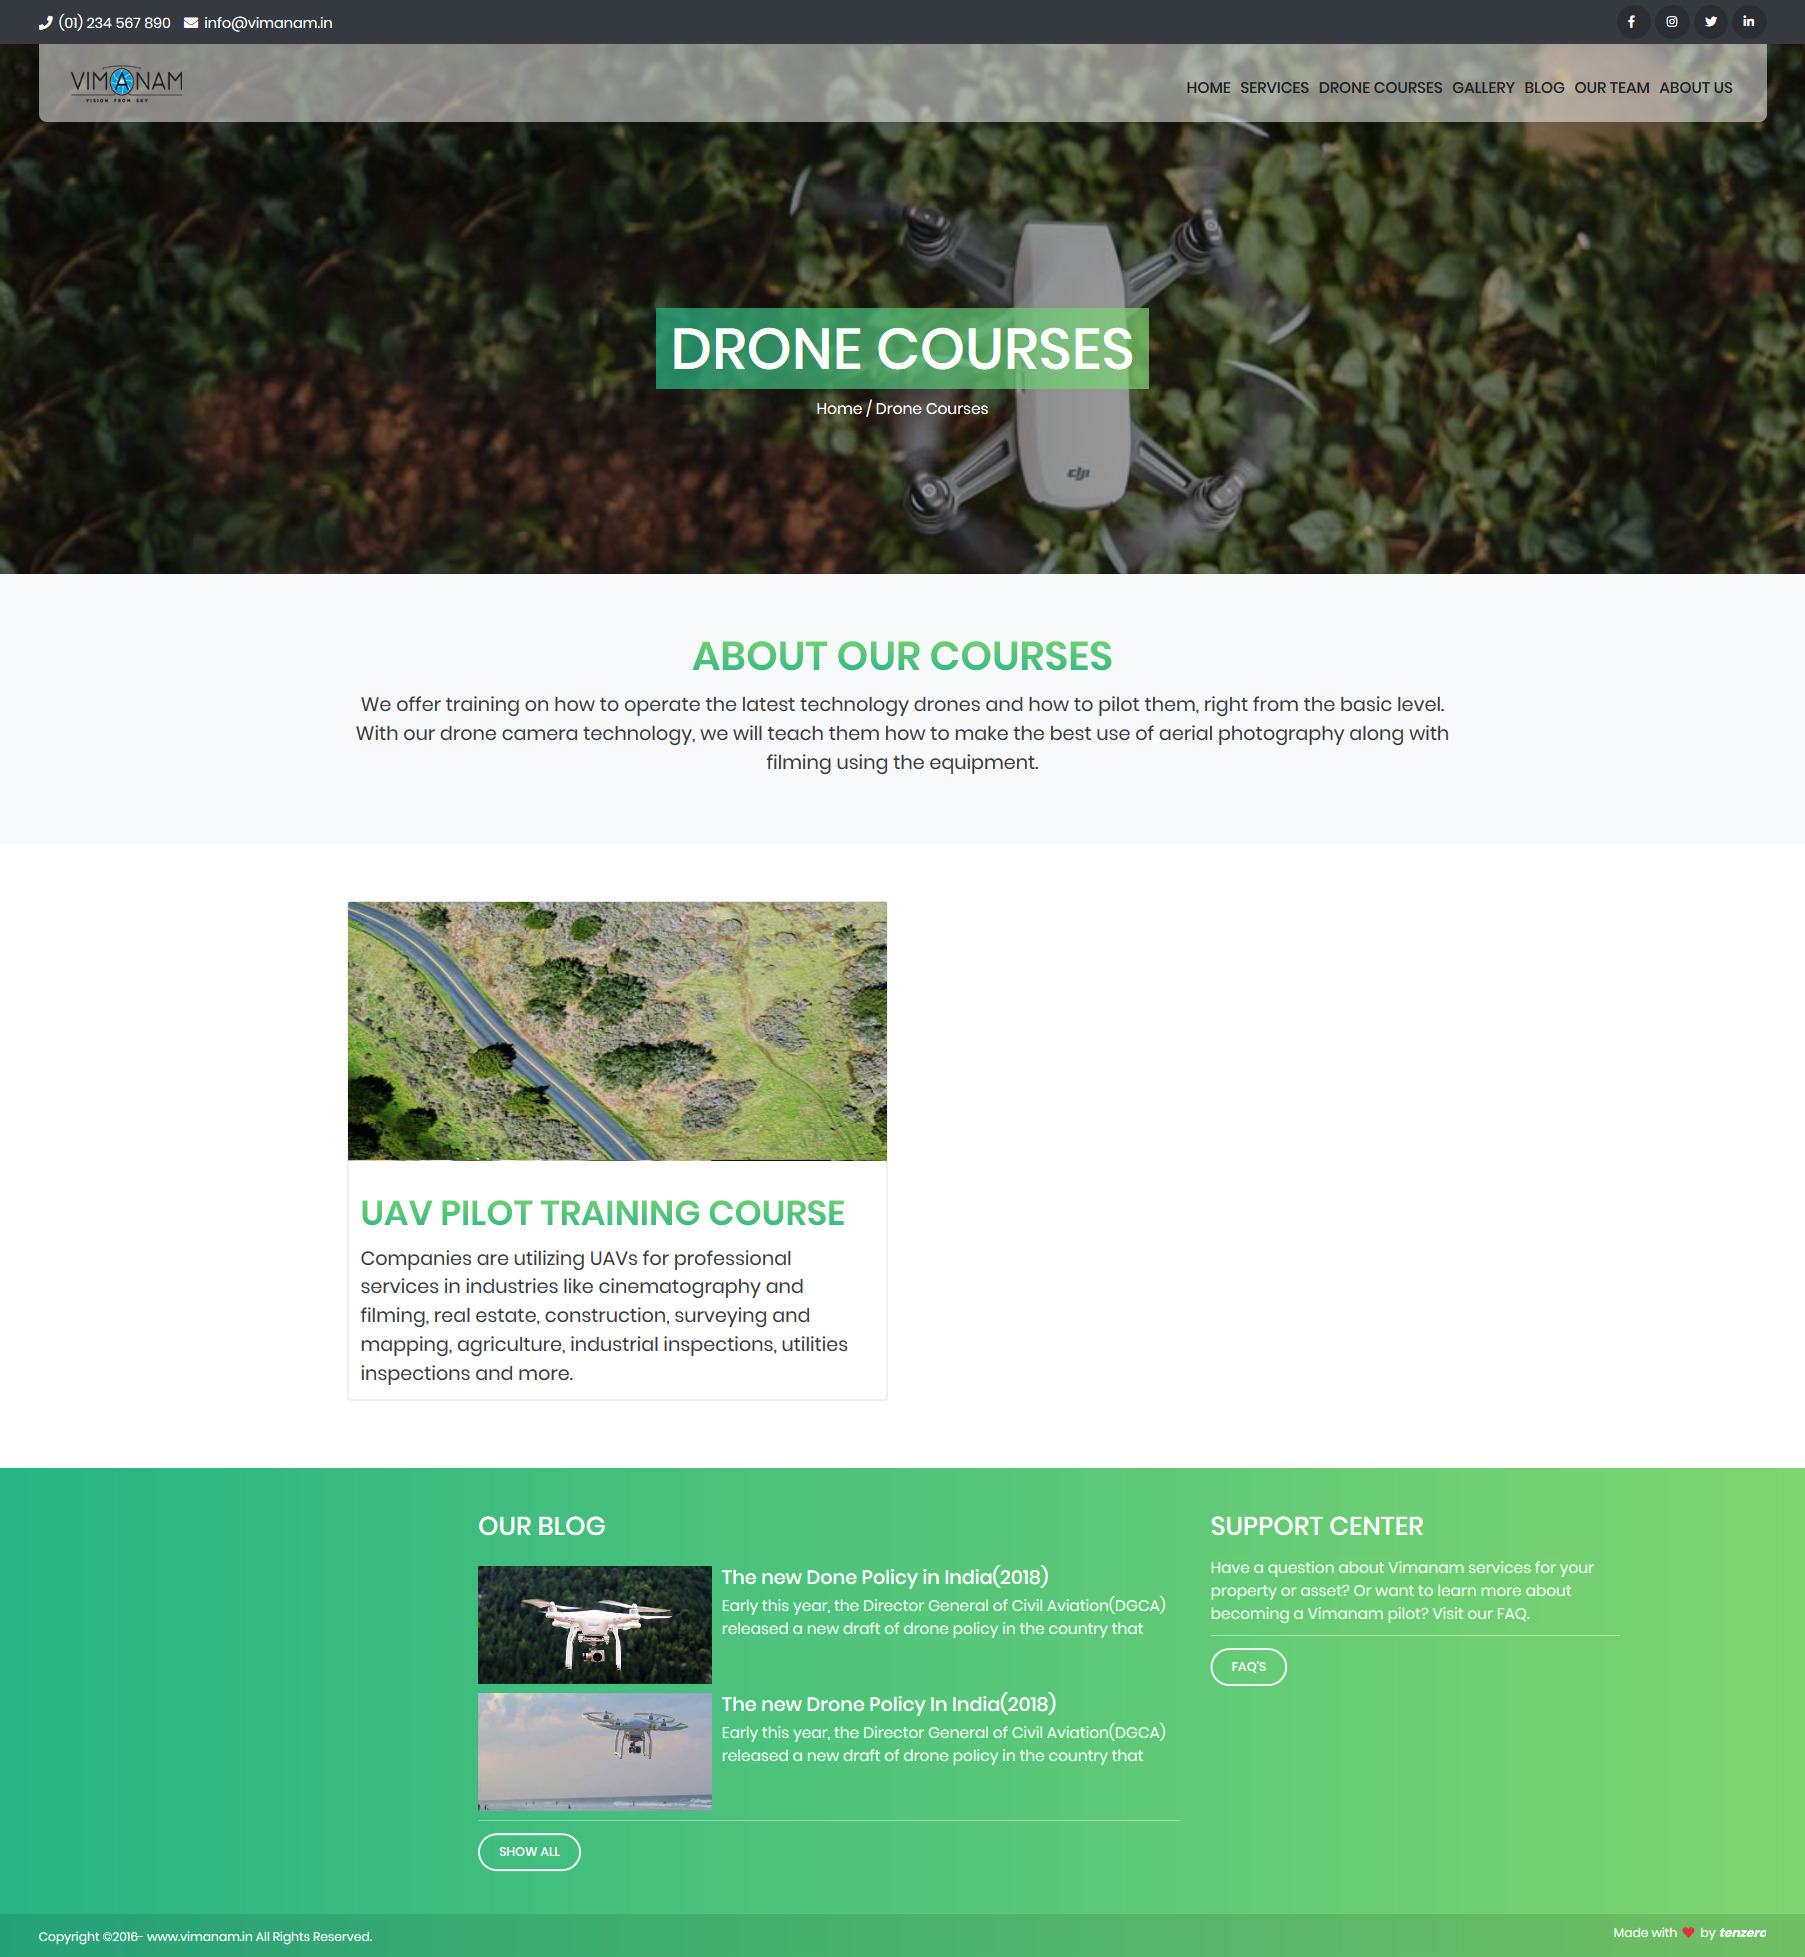 (01) 234 567 890 info@vimanam.in
VIMANAM
VISION FROM SKY
HOME SERVICES DRONE COURSES GALLERY BLOG OUR TEAM ABOUT US
DRONE COURSES
Home / Drone Courses
dji
ABOUT OUR COURSES
We offer training on how to operate the latest technology drones and how to pilot them, right from the basic level.
With our drone camera technology, we will teach them how to make the best use of aerial photography along with
filming using the equipment.
UAV PILOT TRAINING COURSE
Companies are utilizing UAVs for professional
services in industries like cinematography and
filming, real estate, construction, surveying and
mapping, agriculture, industrial inspections, utilities
inspections and more.
OUR BLOG
The new Done Policy in India(2018)
Early this year, the Director General of Civil Aviation(DGCA)
released a new draft of drone policy in the country that
The new Drone Policy In India(2018)
Early this year, the Director General of Civil Aviation(DGCA)
released a new draft of drone policy in the country that
SHOW ALL
SUPPORT CENTER
Have a question about Vimanam services for your
property or asset? Or want to learn more about
becoming a Vimanam pilot? Visit our FAQ.
FAQ'S
Copyright ©2016- www.vimanam.in All Rights Reserved.
Made with ❤ by tenzero